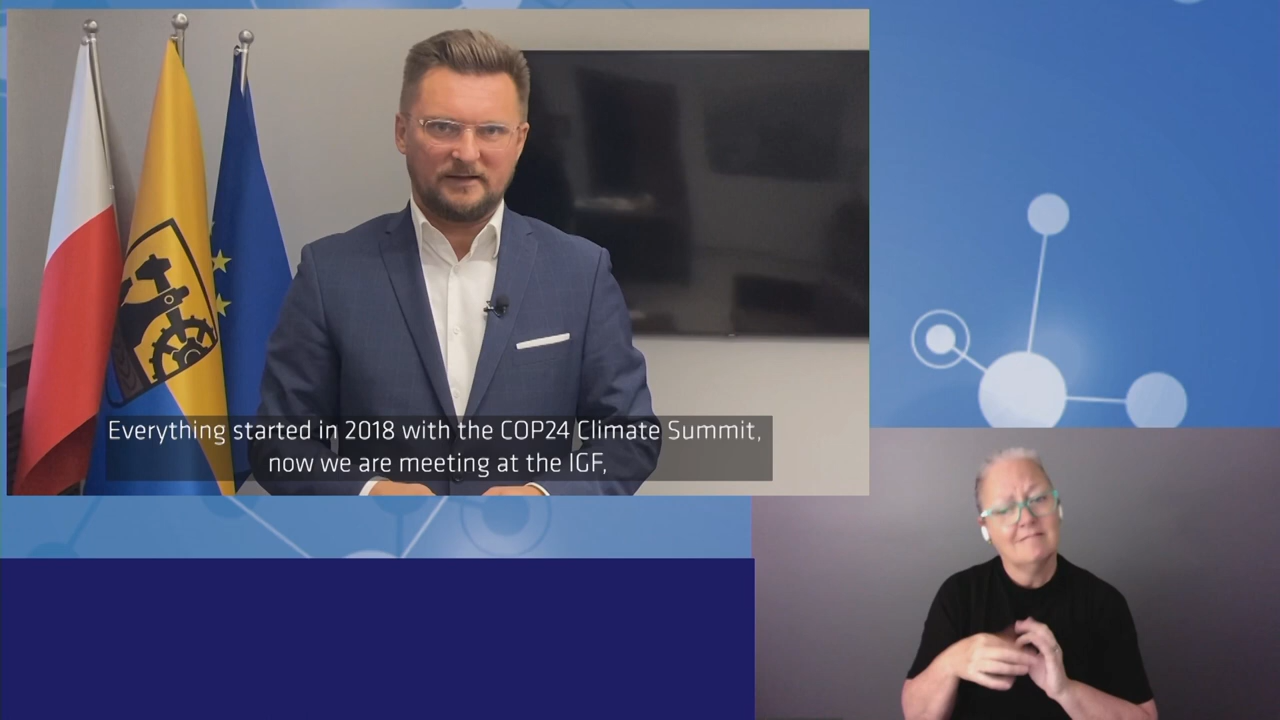 Everything started in 2018 with the COP24 Climate Summit,
now we are meeting at the IGF,